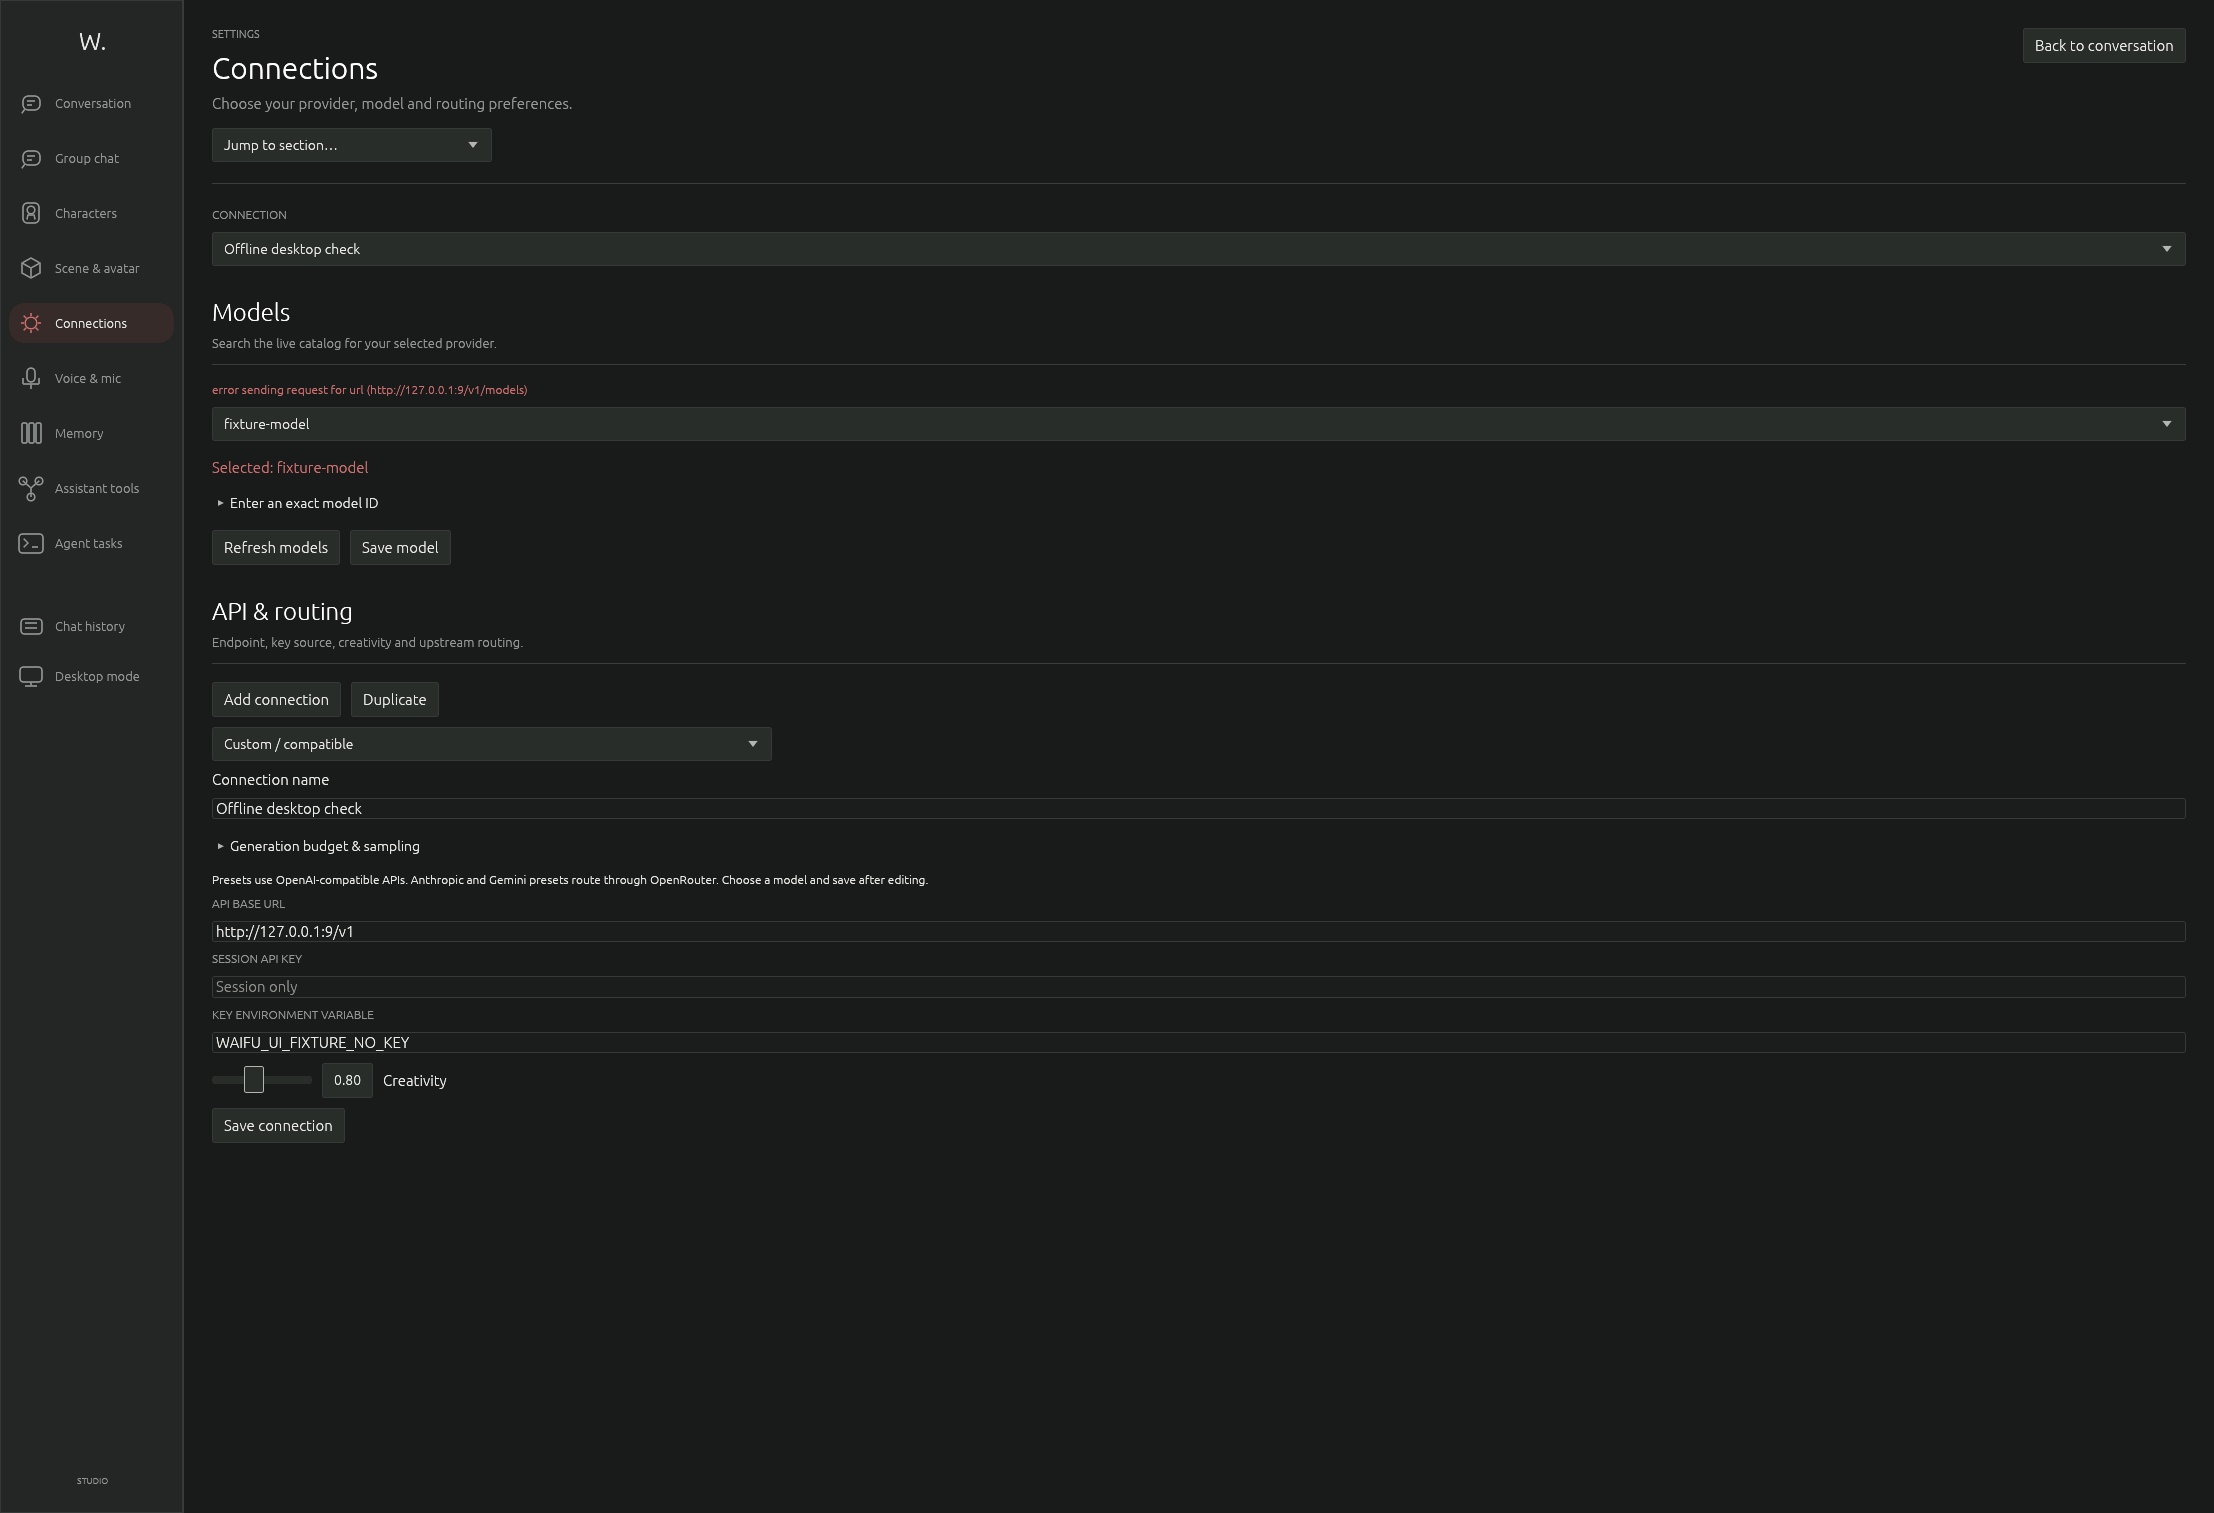 W.
Conversation
Group chat
Characters
Scene & avatar
Connections
Voice & mic
Memory
Assistant tools
Agent tasks
Chat history
Desktop mode
STUDIO
SETTINGS
Connections
Choose your provider, model and routing preferences.
Back to conversation
Jump to section...
CONNECTION
Offline desktop check
Models
Search the live catalog for your selected provider.
error sending request for url (http://127.0.0.1:9/v1/models)
fixture-model
Selected: fixture-model
Enter an exact model ID
Refresh models
Save model
API & routing
Endpoint, key source, creativity and upstream routing.
Add connection
Duplicate
Custom / compatible
Connection name
Offline desktop check
Generation budget & sampling
Presets use OpenAI-compatible APIs. Anthropic and Gemini presets route through OpenRouter. Choose a model and save after editing.
API BASE URL
http://127.0.0.1:9/v1
SESSION API KEY
Session only
KEY ENVIRONMENT VARIABLE
WAIFU_UI_FIXTURE_NO_KEY
0.80 Creativity
Save connection